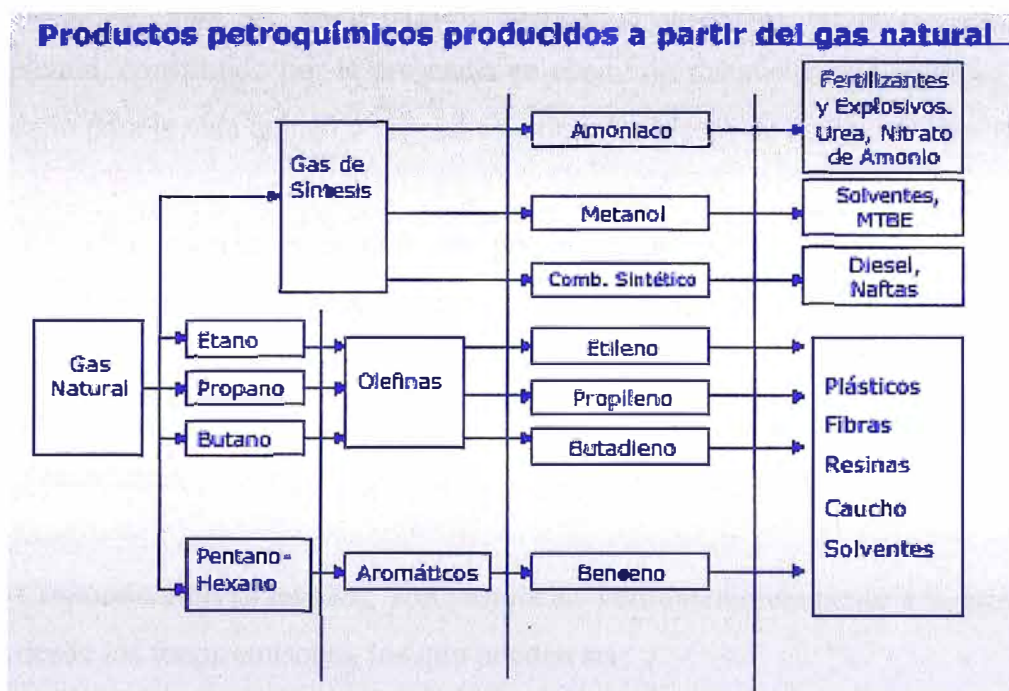 Productos petroquímicos producidos a partir del gas natural
Gas de
Síntesis
Amoníaco
Fertilizantes
y Explosivos.
Urea, Nitrato
de Amonio
Metanol
Solventes,
MTBE
Comb. Sintético
Diesel,
Naftas
Gas
Natural
Etano
Propano
Butano
Olefinas
Etileno
Propileno
Butadieno
Plásticos
Fibras
Resinas
Caucho
Solventes
Pentano-
Hexano
Aromáticos
Benceno